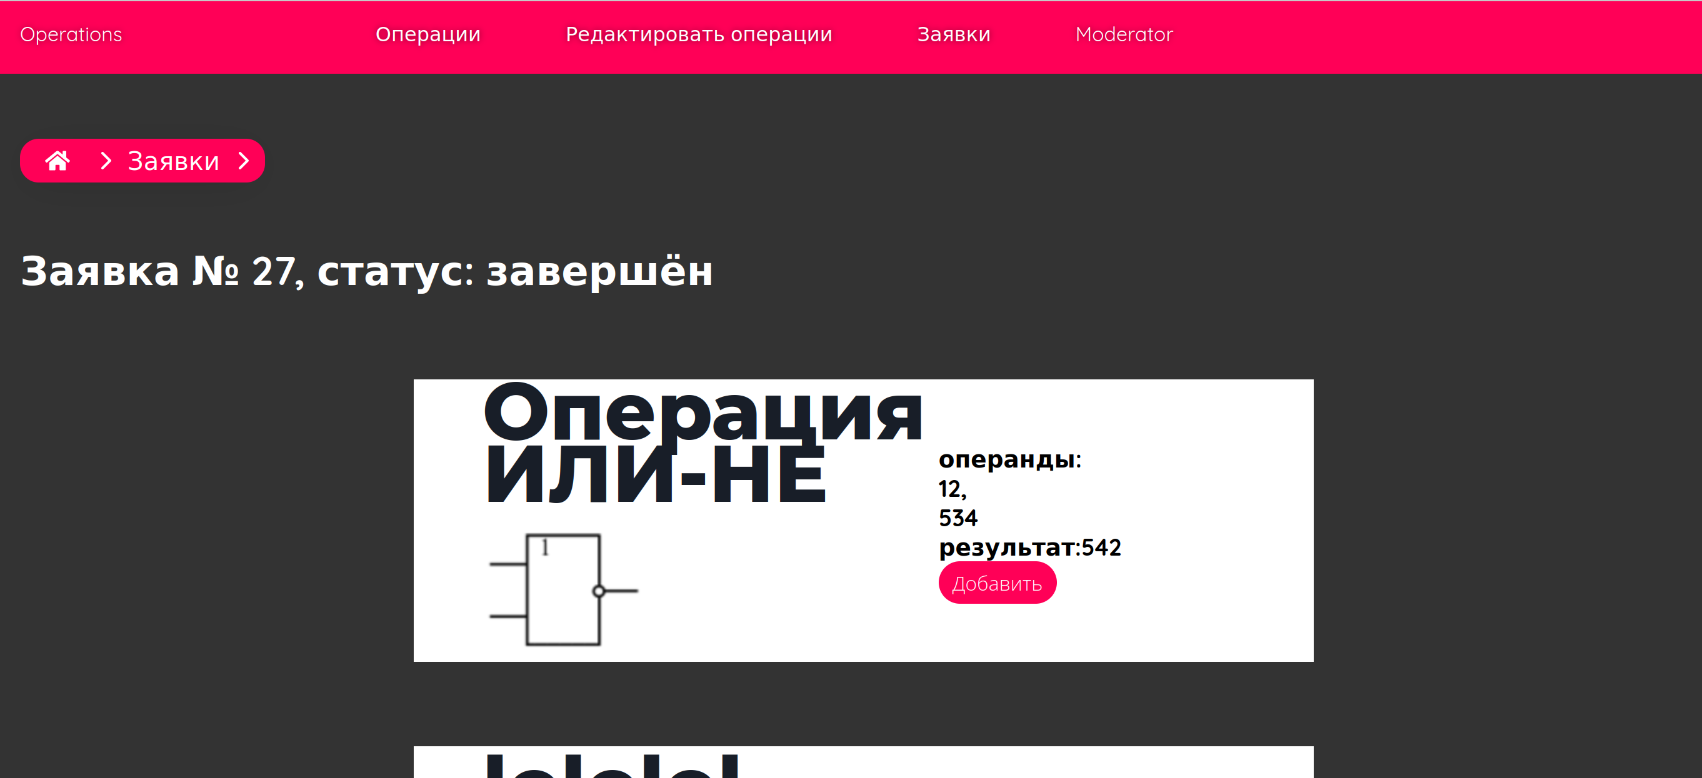 Operations Операции Редактировать операции Заявки Moderator
Заявки
Заявка № 27, статус: завершён
Операция
ИЛИ-НЕ
1
операнды:
12,
534
результат:542
Добавить